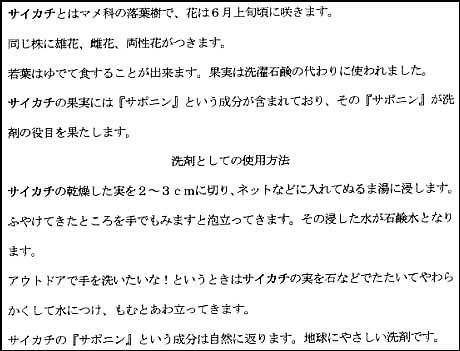 サイカチとはマメ科の落葉樹で、花は６月上旬頃に咲きます。
同じ株に雄花、雌花、両性花がつきます。
若葉はゆでて食することが出来ます。果実は洗濯石鹸の代わりに使われました。
サイカチの果実には『サポニン』という成分が含まれており、その『サポニン』が洗
剤の役目を果たします。
洗剤としての使用方法
サイカチの乾燥した実を２～３ｃｍに切り、ネットなどに入れてぬるま湯に浸します。
ふやけてきたところを手でもみますと泡立ってきます。その浸した水が石鹸水となり
ます。
アウトドアで手を洗いたいな！というときはサイカチの実を石などでたたいてやわら
かくして水につけ、もむとあわ立ってきます。
サイカチの『サポニン』という成分は自然に返ります。地球にやさしい洗剤です。